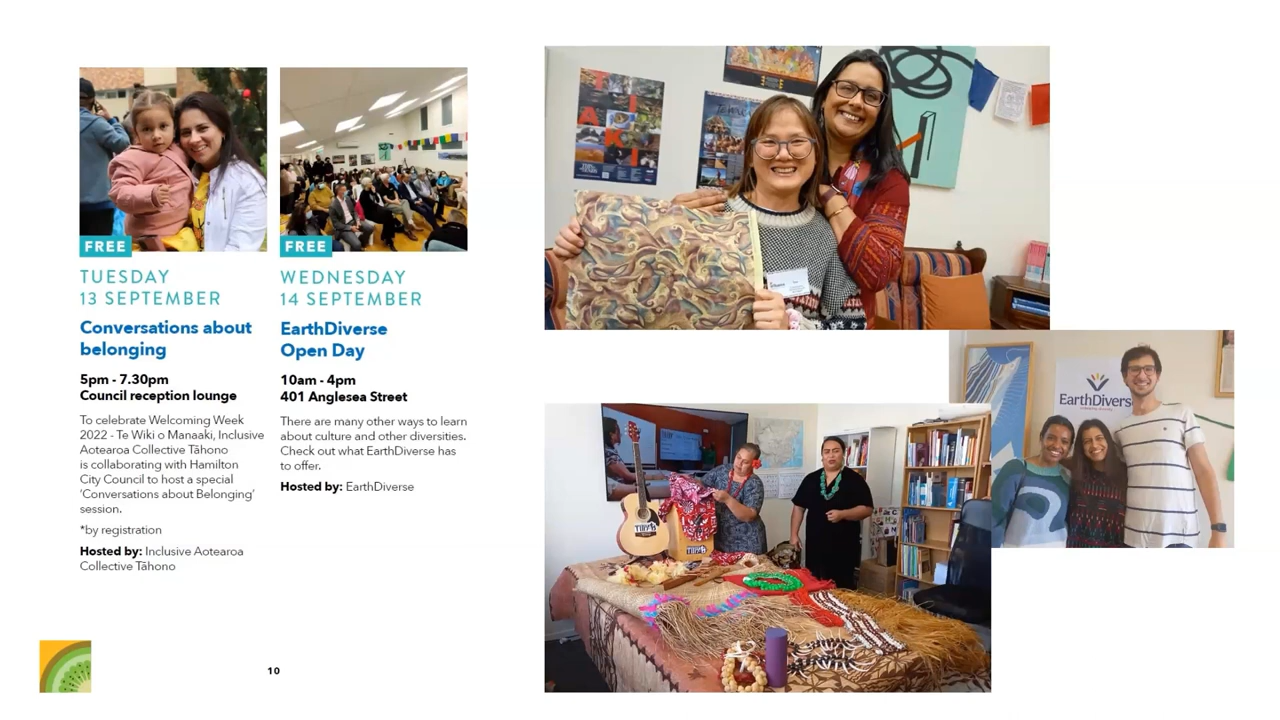 FREE
TUESDAY
13 SEPTEMBER
Conversations about
belonging
5pm - 7.30pm
Council reception lounge
To celebrate Welcoming Week
2022 - Te Wiki o Manaaki, Inclusive
Aotearoa Collective Tāhono
is collaborating with Hamilton
City Council to host a special
‘Conversations about Belonging’
session.
*by registration
Hosted by: Inclusive Aotearoa
Collective Tāhono
FREE
WEDNESDAY
14 SEPTEMBER
EarthDiverse
Open Day
10am - 4pm
401 Anglesea Street
There are many other ways to learn
about culture and other diversities.
Check out what EarthDiverse has
to offer.
Hosted by: EarthDiverse
10